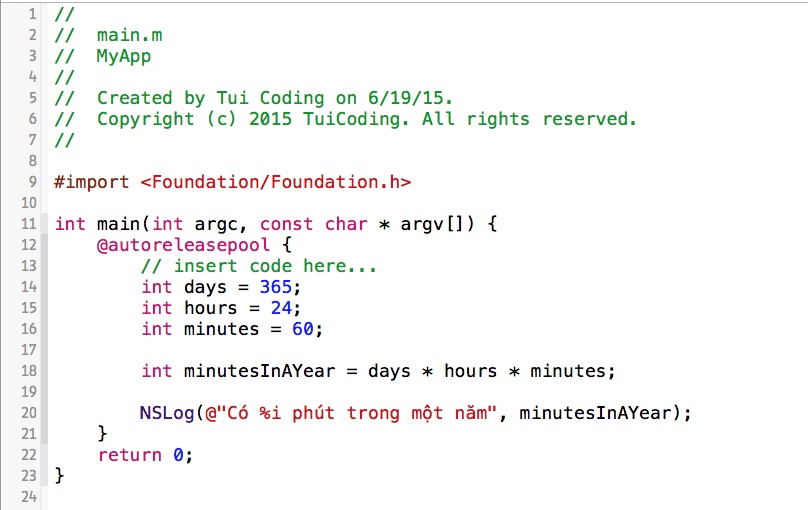 1 //
2 //  main.m
3 //  MyApp
4 //
5 //  Created by Tui Coding on 6/19/15.
6 //  Copyright (c) 2015 TuiCoding. All rights reserved.
7 //
8
9 #import <Foundation/Foundation.h>
10
11 int main(int argc, const char * argv[]) {
12     @autoreleasepool {
13         // insert code here...
14         int days = 365;
15         int hours = 24;
16         int minutes = 60;
17
18         int minutesInAYear = days * hours * minutes;
19
20         NSLog(@"Có %i phút trong một năm", minutesInAYear);
21     }
22     return 0;
23 }
24